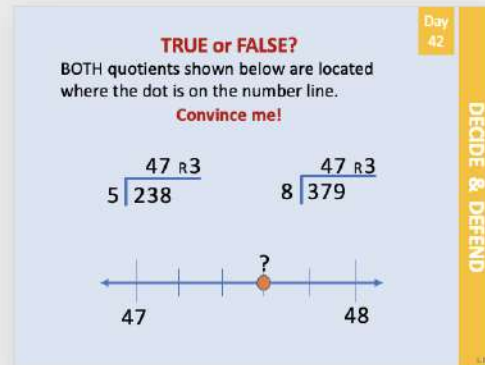 Day
42
TRUE or FALSE?
BOTH quotients shown below are located
where the dot is on the number line.
Convince me!
47 R3
5 238
47 R3
8 379
?
47
48
DECIDE & DEFEND